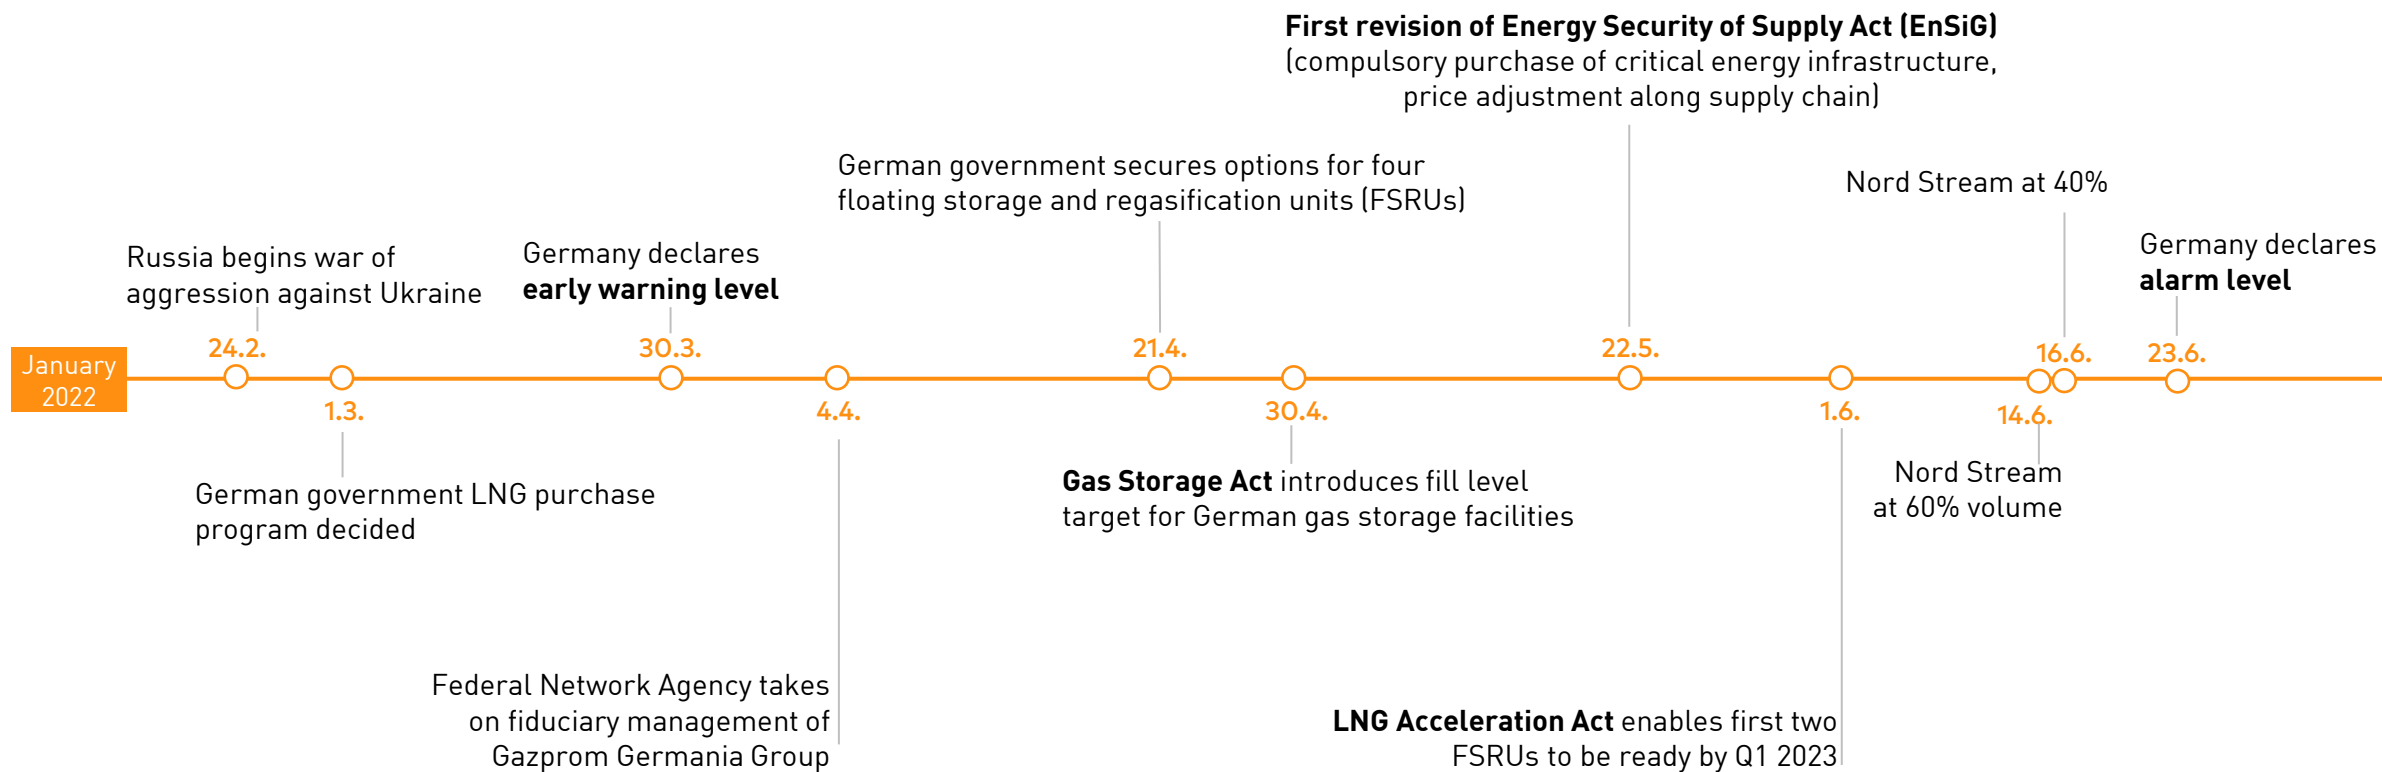 First revision of Energy Security of Supply Act (EnSiG)
(compulsory purchase of critical energy infrastructure,
price adjustment along supply chain)
German government secures options for four
floating storage and regasification units (FSRUs)
Nord Stream at 40%
Russia begins war of
aggression against Ukraine
Germany declares
early warning level
Germany declares
alarm level
January
2022
24.2.
30.3.
21.4.
22.5.
16.6.
23.6.
1.3.
4.4.
30.4.
1.6.
14.6.
German government LNG purchase
program decided
Gas Storage Act introduces fill level
target for German gas storage facilities
Nord Stream
at 60% volume
Federal Network Agency takes
on fiduciary management of
Gazprom Germania Group
LNG Acceleration Act enables first two
FSRUs to be ready by Q1 2023